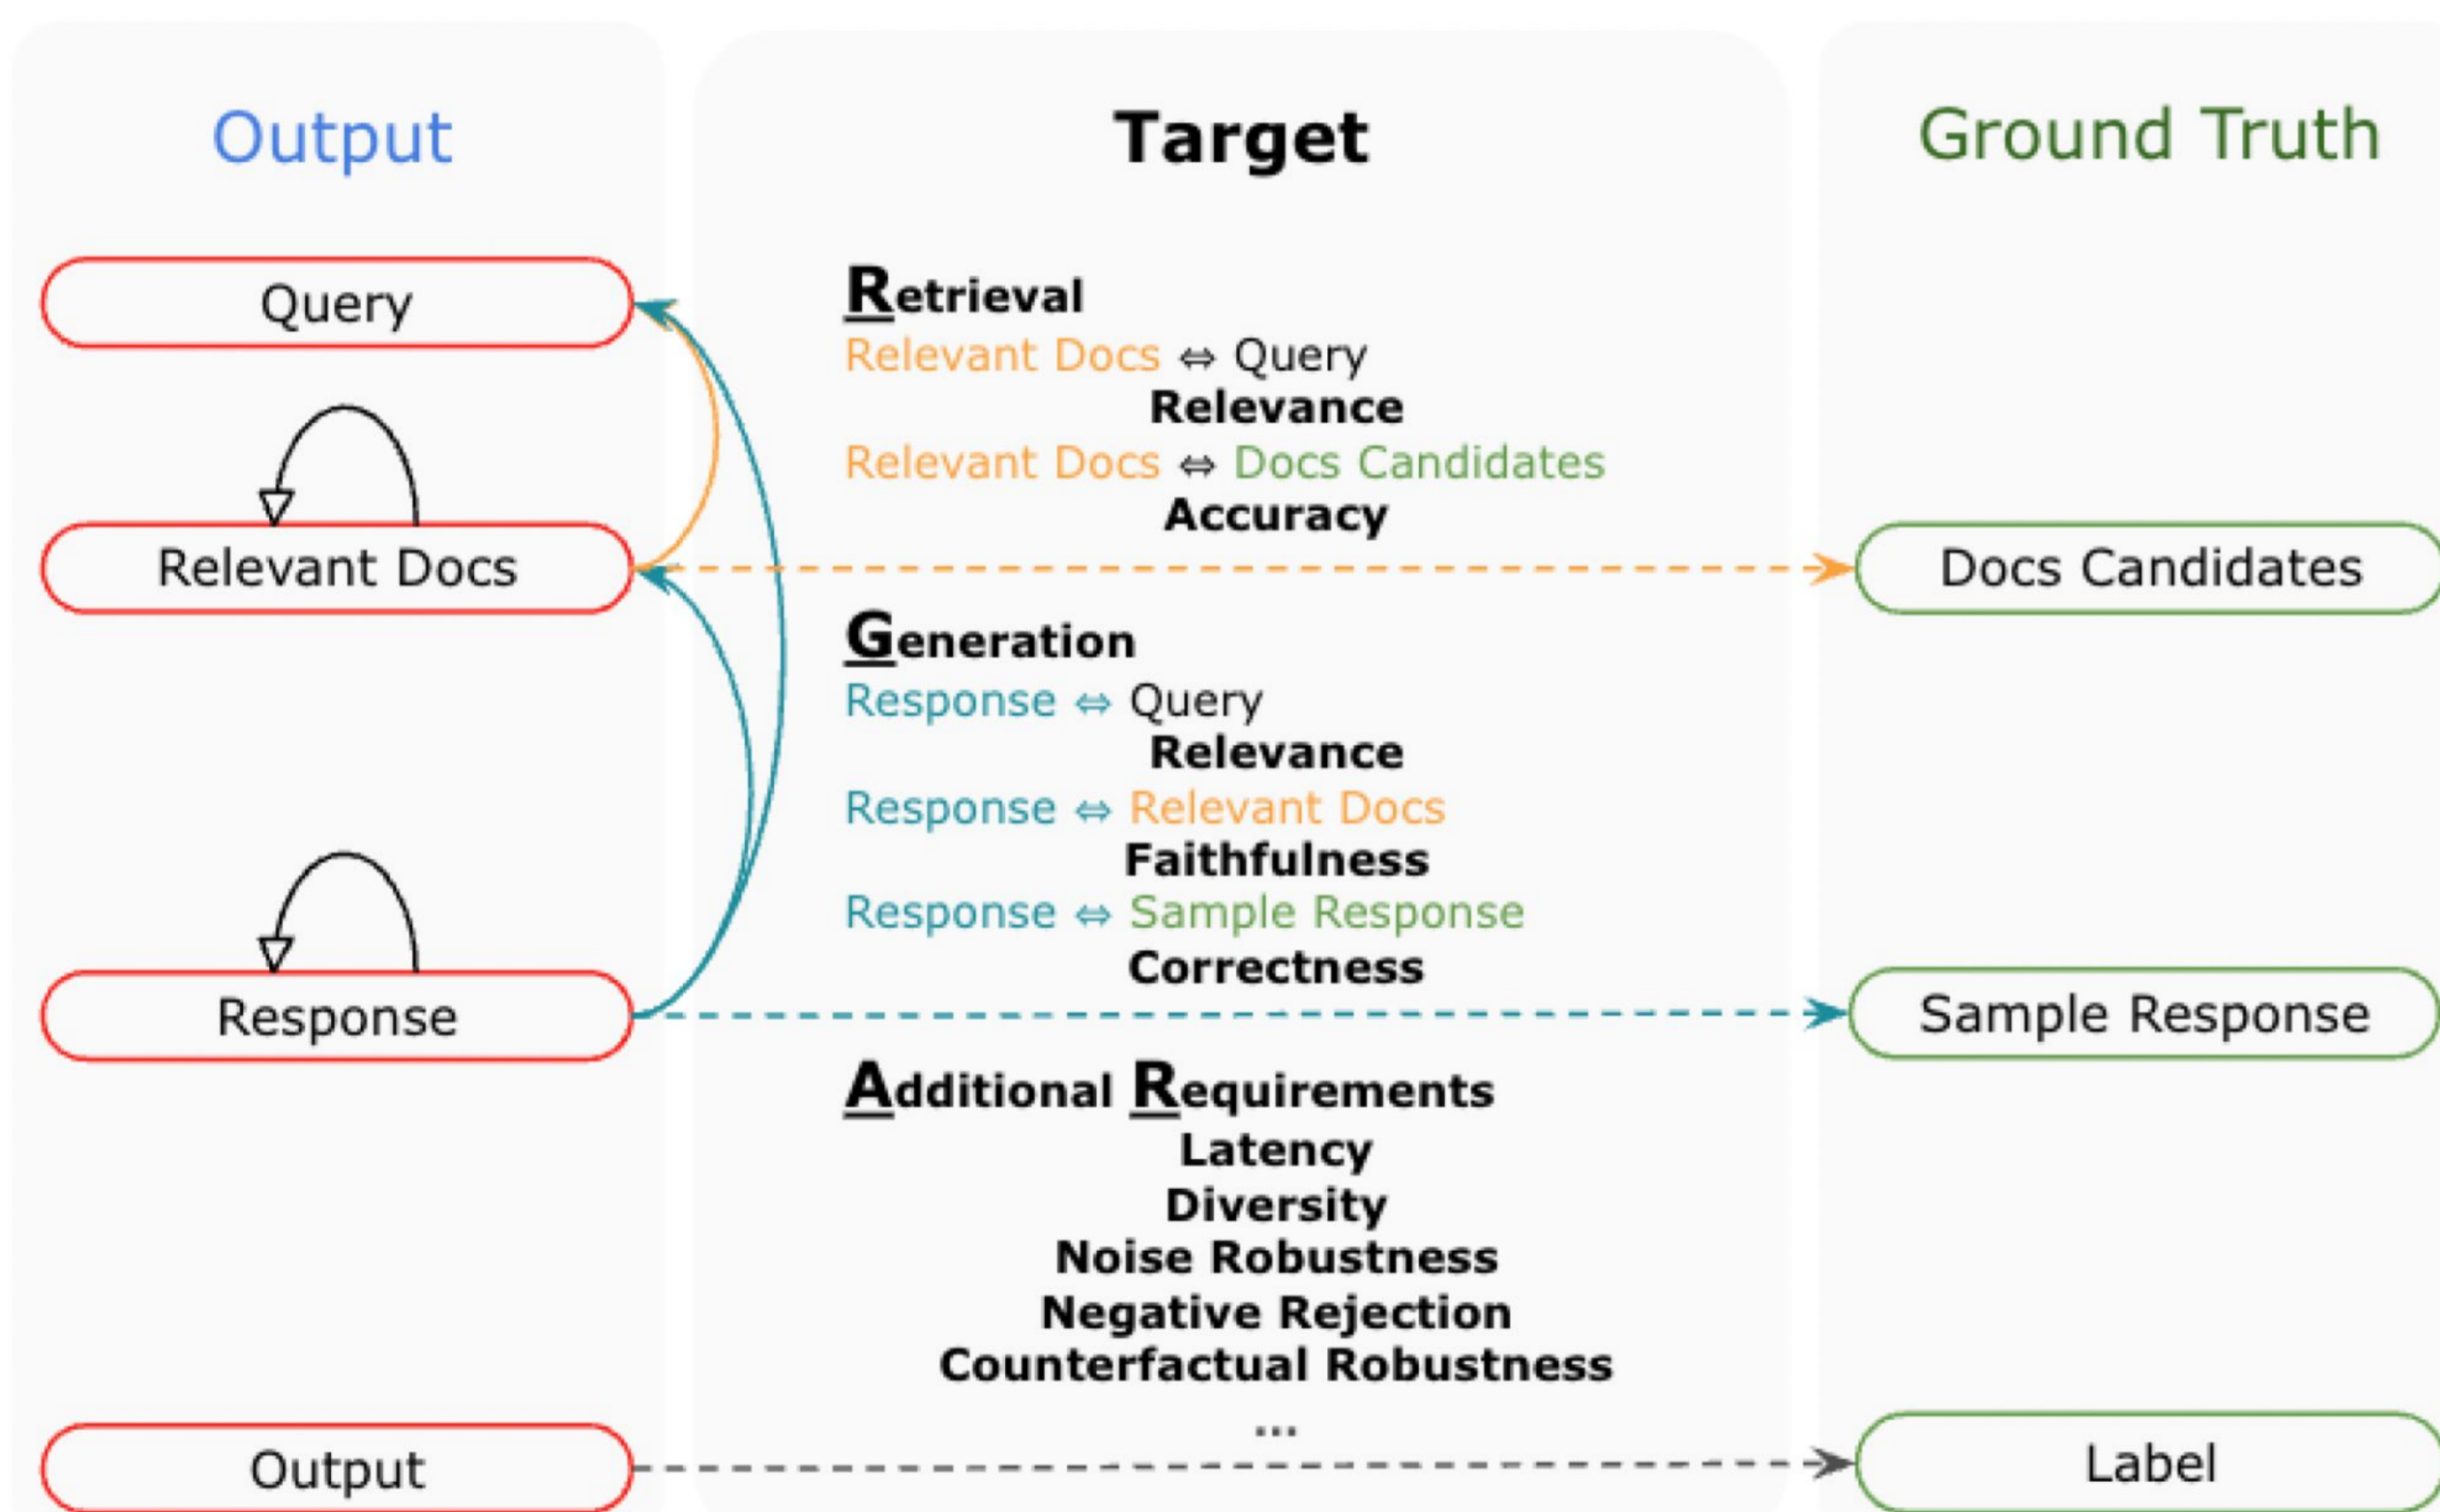 Output
Query
Relevant Docs
Response
Output
Target
Retrieval
Relevant Docs ⇔ Query
Relevance
Relevant Docs ⇔ Docs Candidates
Accuracy
Generation
Response ⇔ Query
Relevance
Response ⇔ Relevant Docs
Faithfulness
Response ⇔ Sample Response
Correctness
Additional Requirements
Latency
Diversity
Noise Robustness
Negative Rejection
Counterfactual Robustness
...
Ground Truth
Docs Candidates
Sample Response
Label